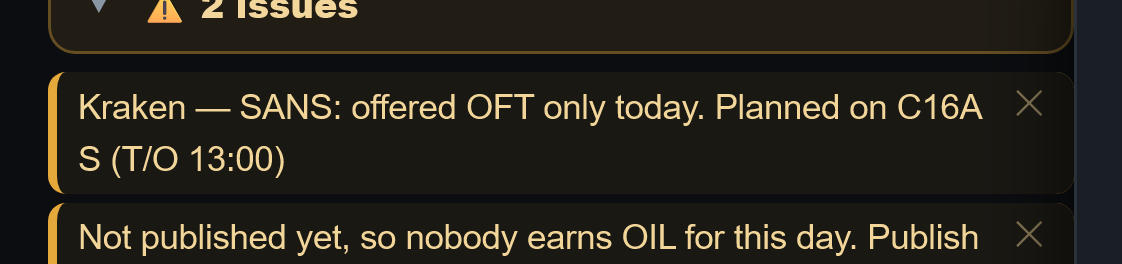 2 Issues
Kraken — SANS: offered OFT only today. Planned on C16A
S (T/O 13:00)
Not published yet, so nobody earns OIL for this day. Publish